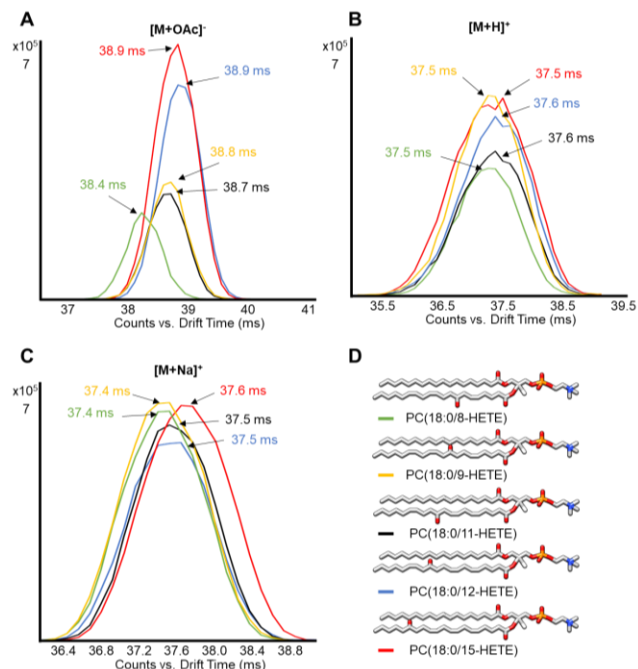 A
[M+OAc]-
x10⁵
7
38.9 ms
38.9 ms
38.8 ms
38.7 ms
38.4 ms
37 38 39 40 41
Counts vs. Drift Time (ms)
B
[M+H]⁺
x10⁵
7
37.5 ms
37.5 ms
37.6 ms
37.6 ms
37.5 ms
35.5 36.5 37.5 38.5 39.5
Counts vs. Drift Time (ms)
C
[M+Na]⁺
x10⁵
7
37.4 ms
37.6 ms
37.4 ms
37.5 ms
37.5 ms
36.4 36.8 37.2 37.6 38.0 38.4 38.8
Counts vs. Drift Time (ms)
D
PC(18:0/8-HETE)
PC(18:0/9-HETE)
PC(18:0/11-HETE)
PC(18:0/12-HETE)
PC(18:0/15-HETE)